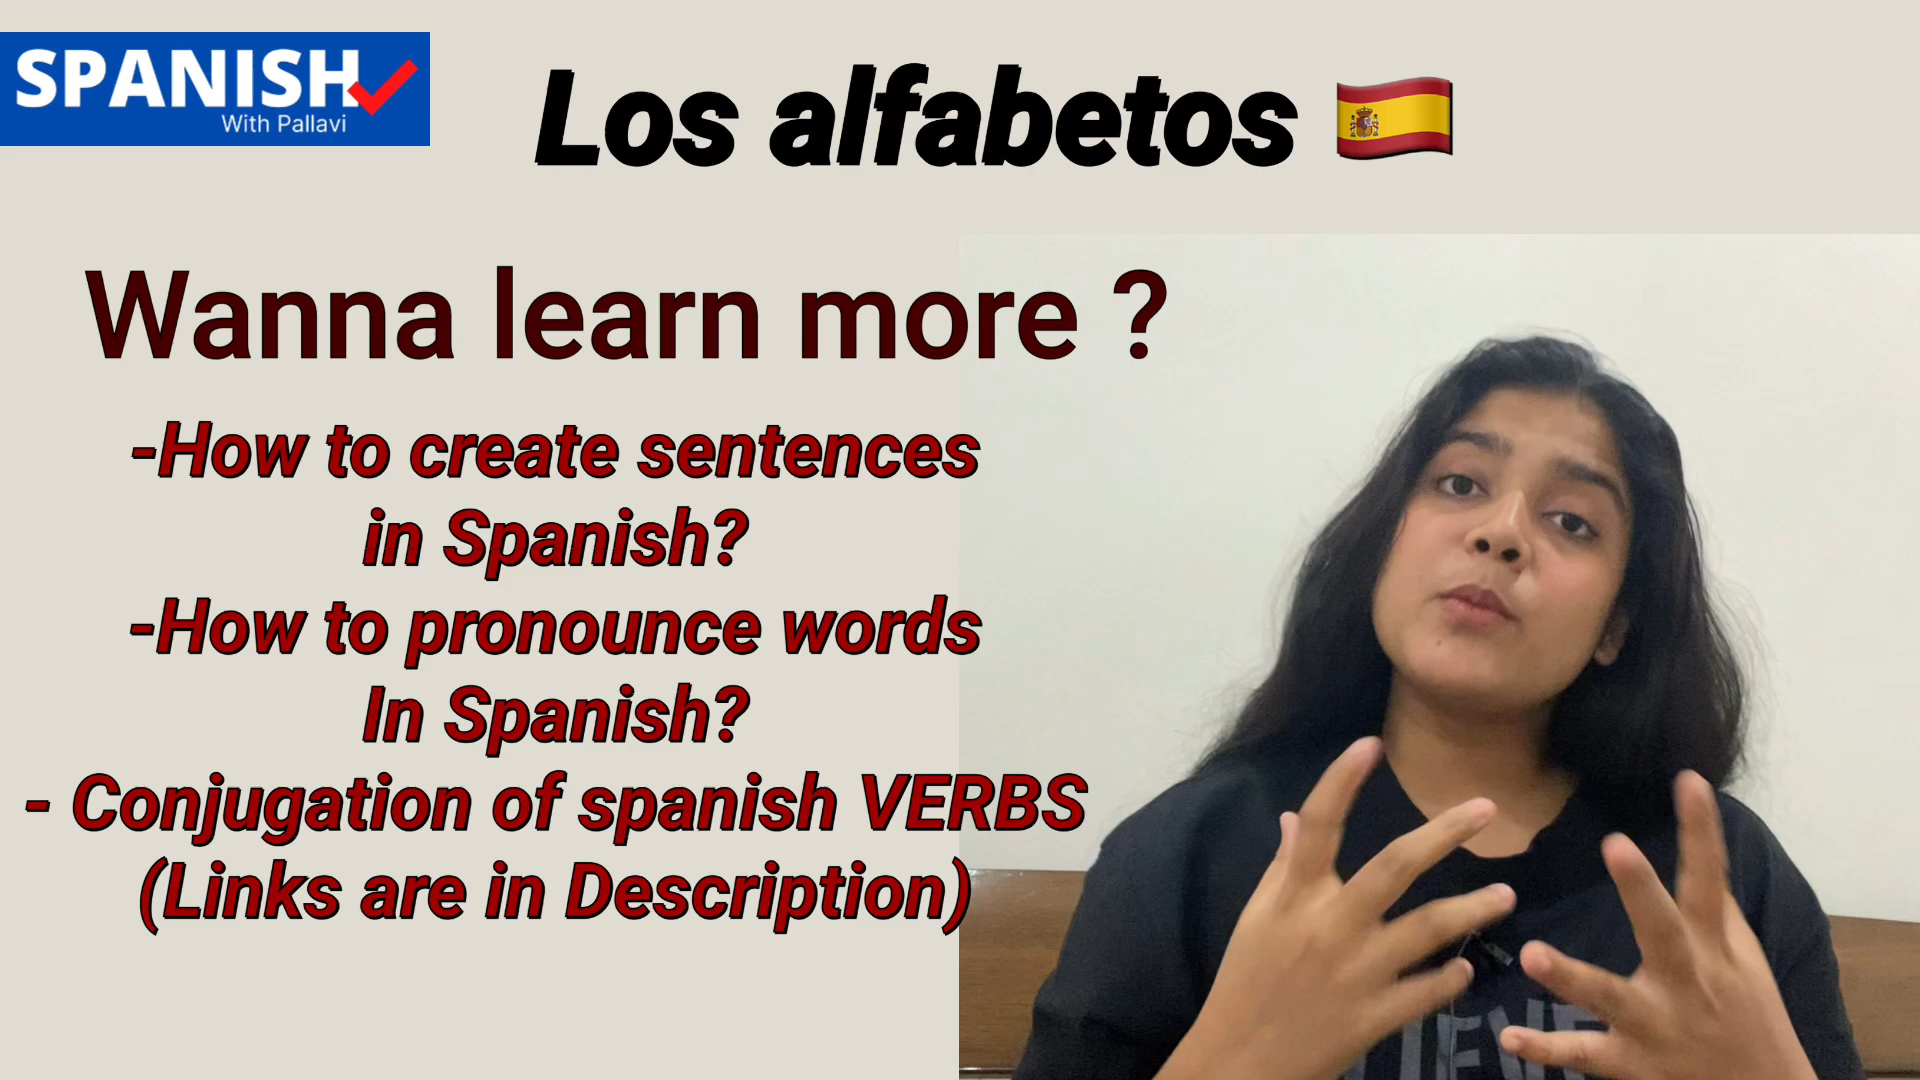 SPANISH
With Pallavi
Los alfabetos 🇪🇸
Wanna learn more ?
-How to create sentences
in Spanish?
-How to pronounce words
In Spanish?
- Conjugation of spanish VERBS
(Links are in Description)